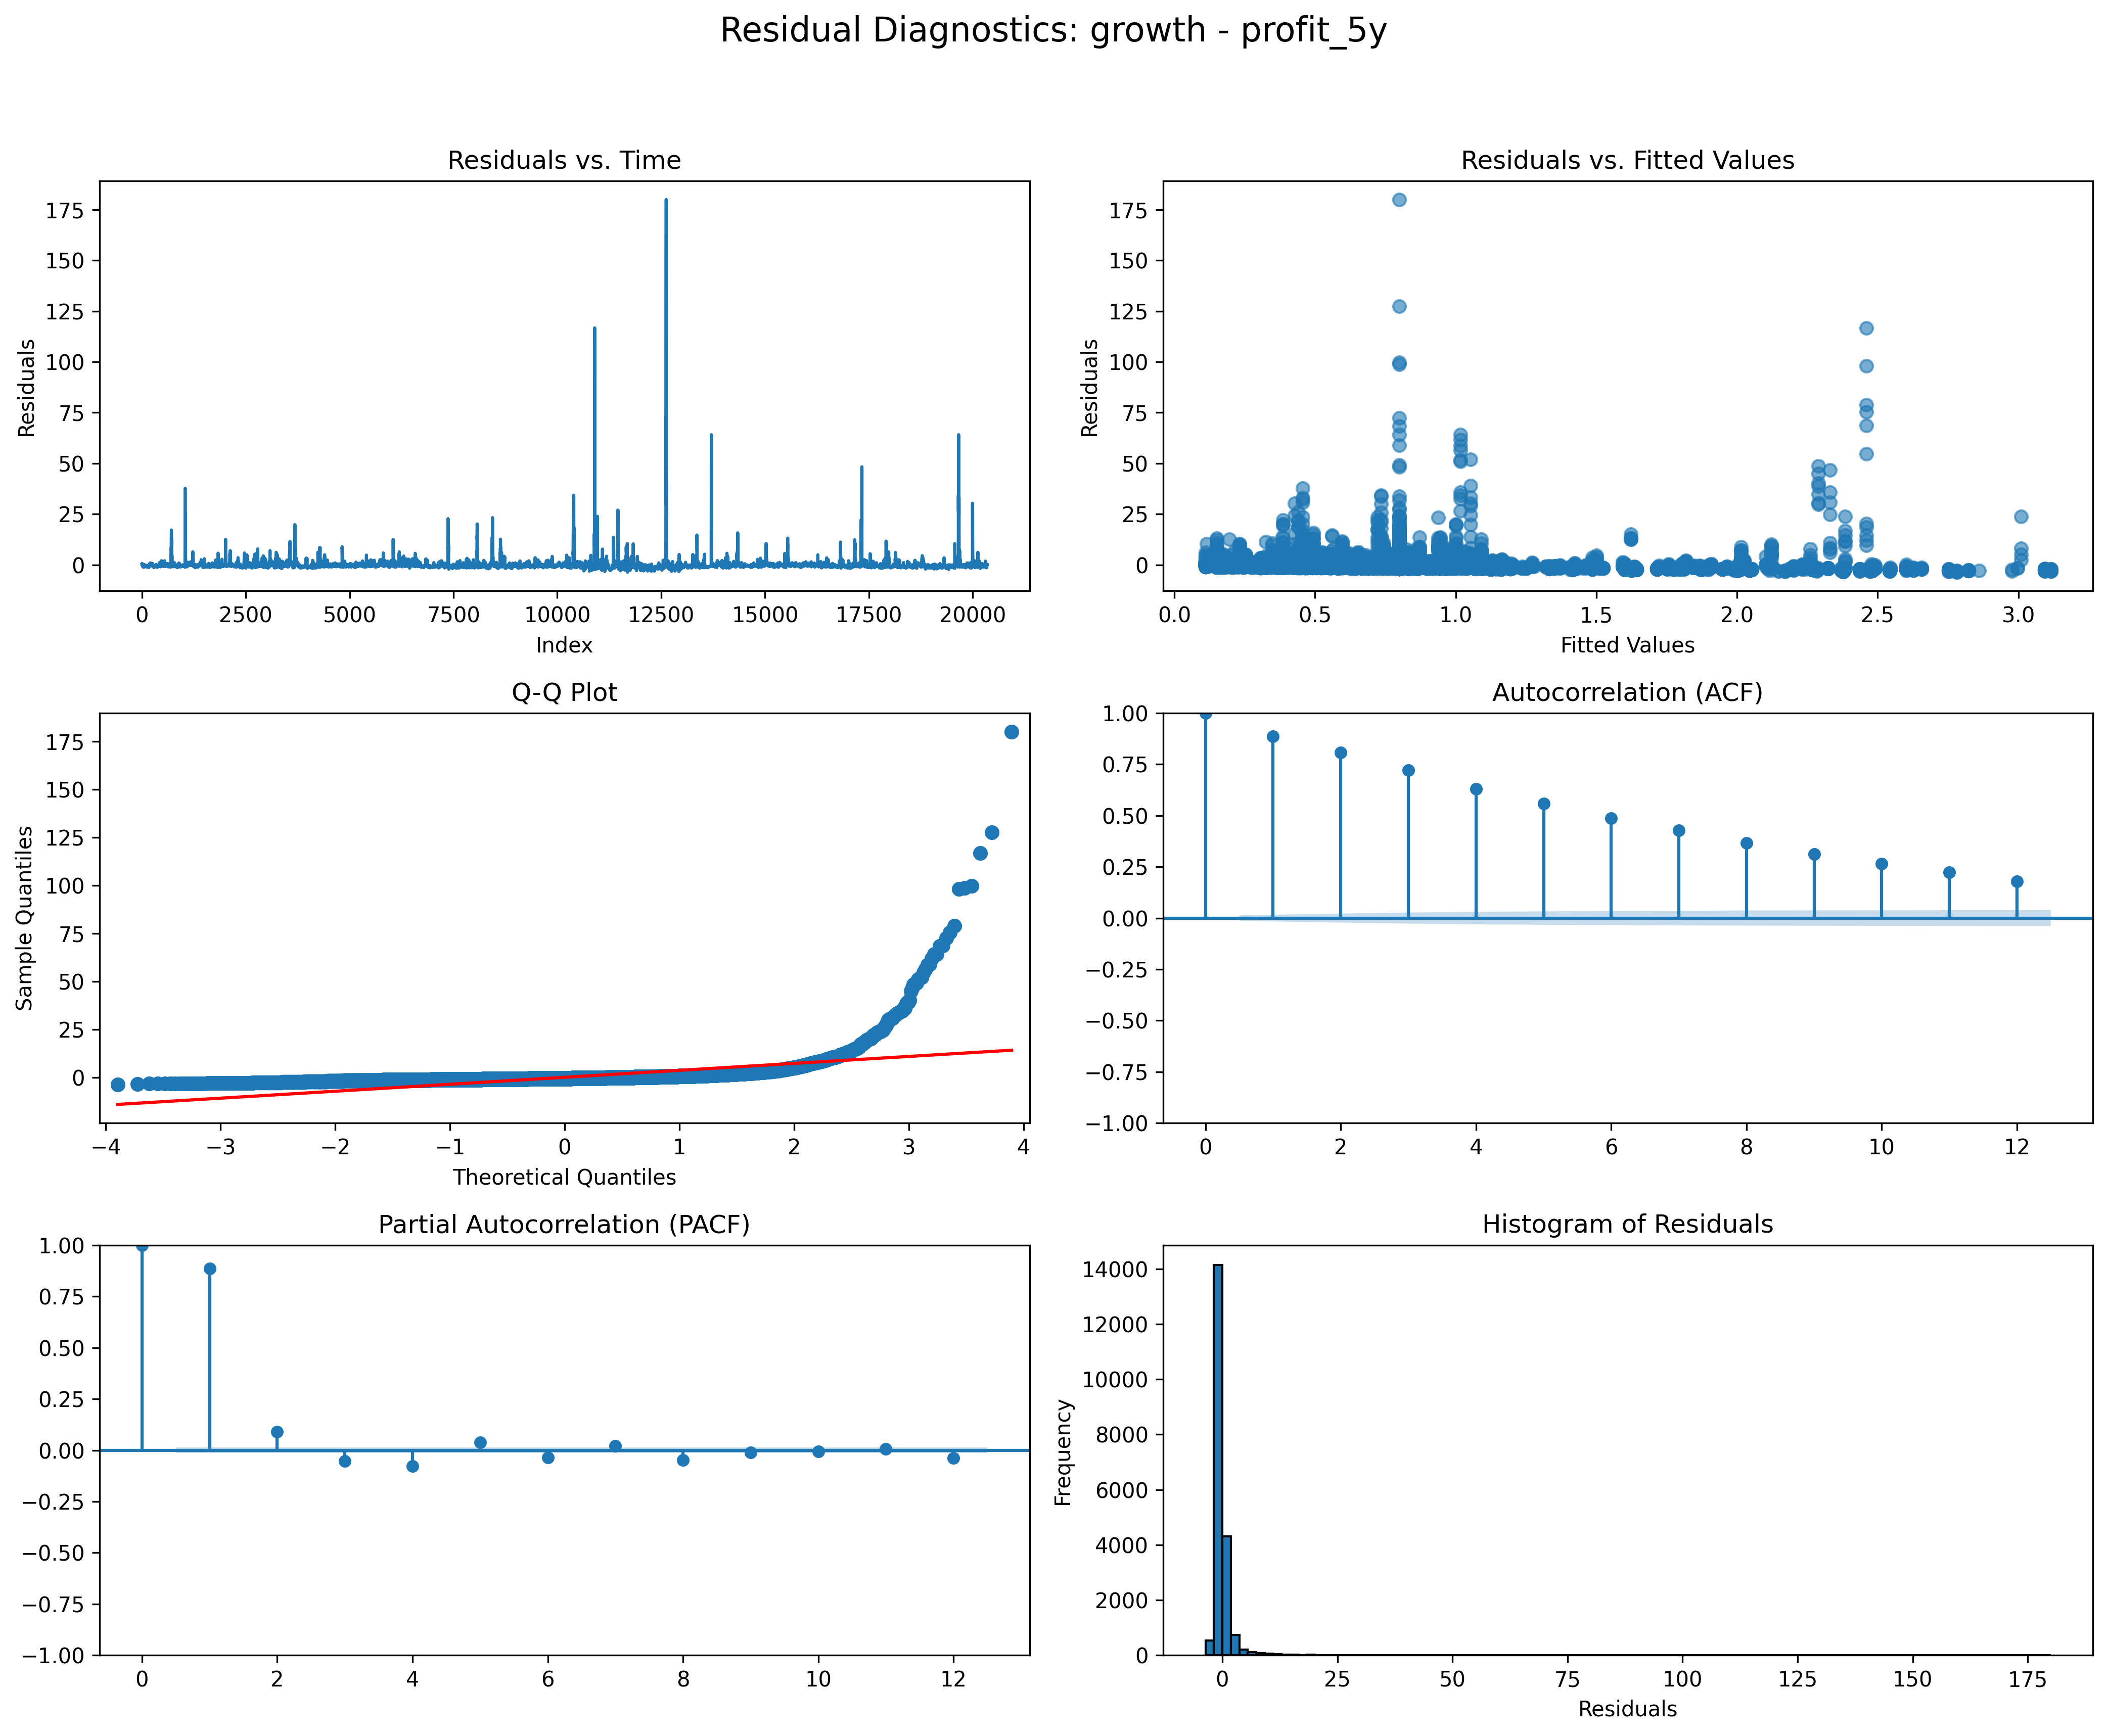 Residual Diagnostics: growth - profit_5y
Residuals vs. Time
Residuals
175
150
125
100
75
50
25
0
0 2500 5000 7500 10000 12500 15000 17500 20000
Index
Residuals vs. Fitted Values
Residuals
175
150
125
100
75
50
25
0
0.0 0.5 1.0 1.5 2.0 2.5 3.0
Fitted Values
Q-Q Plot
Sample Quantiles
175
150
125
100
75
50
25
0
−4 −3 −2 −1 0 1 2 3 4
Theoretical Quantiles
Autocorrelation (ACF)
1.00
0.75
0.50
0.25
0.00
−0.25
−0.50
−0.75
−1.00
0 2 4 6 8 10 12
Partial Autocorrelation (PACF)
1.00
0.75
0.50
0.25
0.00
−0.25
−0.50
−0.75
−1.00
0 2 4 6 8 10 12
Histogram of Residuals
Frequency
14000
12000
10000
8000
6000
4000
2000
0
0 25 50 75 100 125 150 175
Residuals